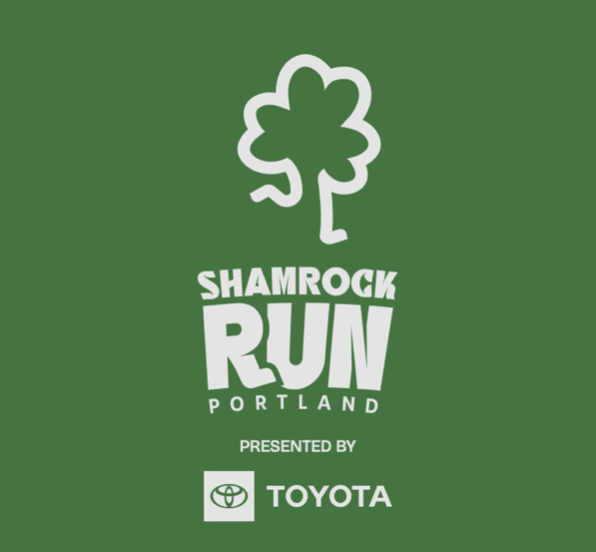 SHAMROCK
RUN
PORTLAND
PRESENTED BY
TOYOTA